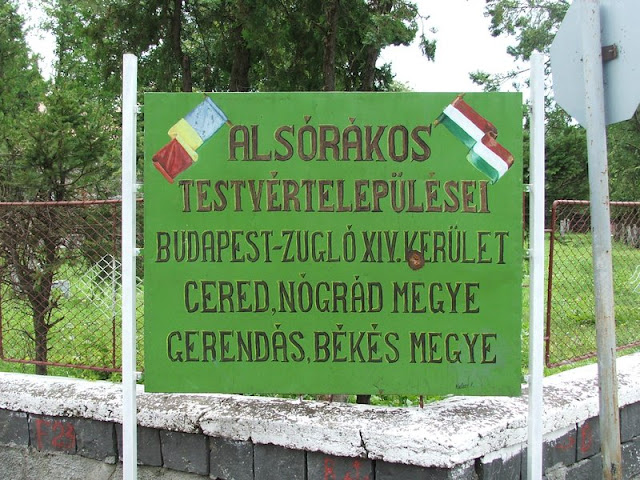 ALSÓRÁKOS
TESTVÉRTELEPÜLÉSEI
BUDAPEST-ZUGLÓ XIV. KERÜLET
CERED, NÓGRÁD MEGYE
GERENDÁS, BÉKÉS MEGYE